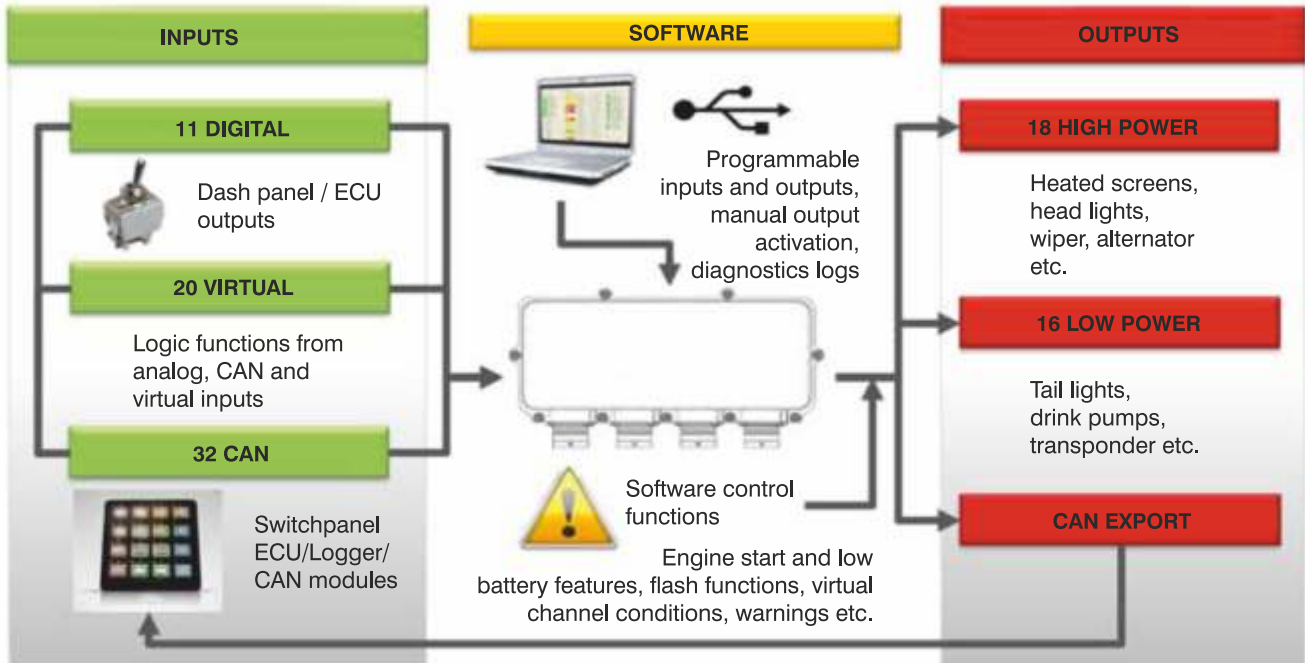 INPUTS
11 DIGITAL
Dash panel / ECU
outputs
20 VIRTUAL
Logic functions from
analog, CAN and
virtual inputs
32 CAN
Switchpanel
ECU/Logger/
CAN modules
SOFTWARE
Programmable
inputs and outputs,
manual output
activation,
diagnostics logs
Software control
functions
Engine start and low
battery features, flash functions, virtual
channel conditions, warnings etc.
OUTPUTS
18 HIGH POWER
Heated screens,
head lights,
wiper, alternator
etc.
16 LOW POWER
Tail lights,
drink pumps,
transponder etc.
CAN EXPORT